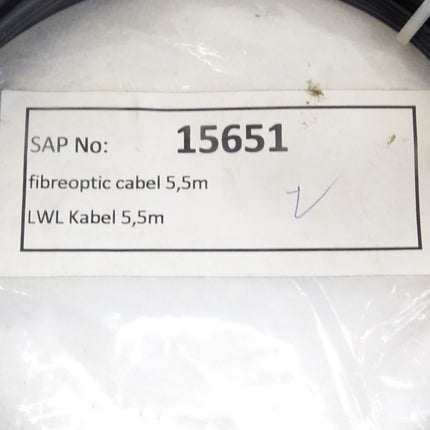 SAP No: 15651
fibreoptic cabel 5,5m
LWL Kabel 5,5m